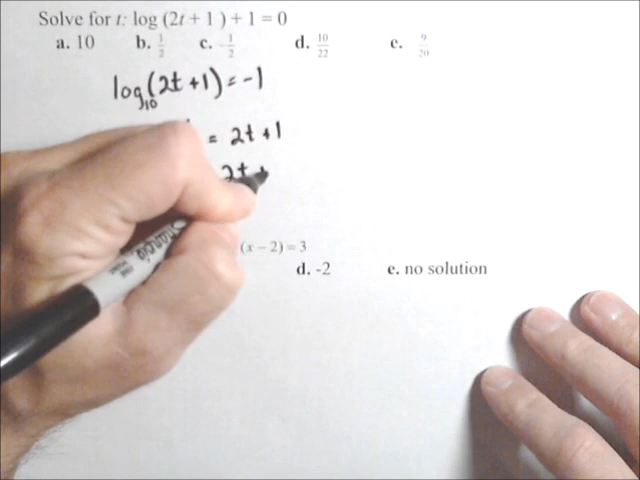 Solve for t: log (2t + 1 ) + 1 = 0
a. 10 b. 1/2 c. -1/2 d. 10/22 e. 9/20
log₁₀(2t+1) = -1
= 2t+1
2t+
(x − 2) = 3
d. -2 e. no solution
Sharpie